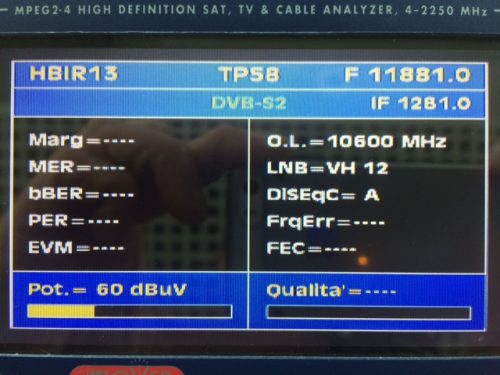 MPEG2-4 HIGH DEFINITION SAT, TV & CABLE ANALYZER, 4-2250 MHz
HBIR13 TP58 F 11881.0
DVB-S2 IF 1281.0
Marg=----
MER=----
bBER=----
PER=----
EVM=----
O.L.=10600 MHz
LNB=VH 12
DiSEqC= A
FrqErr=----
FEC=----
Pot.= 60 dBuV
Qualita'=----